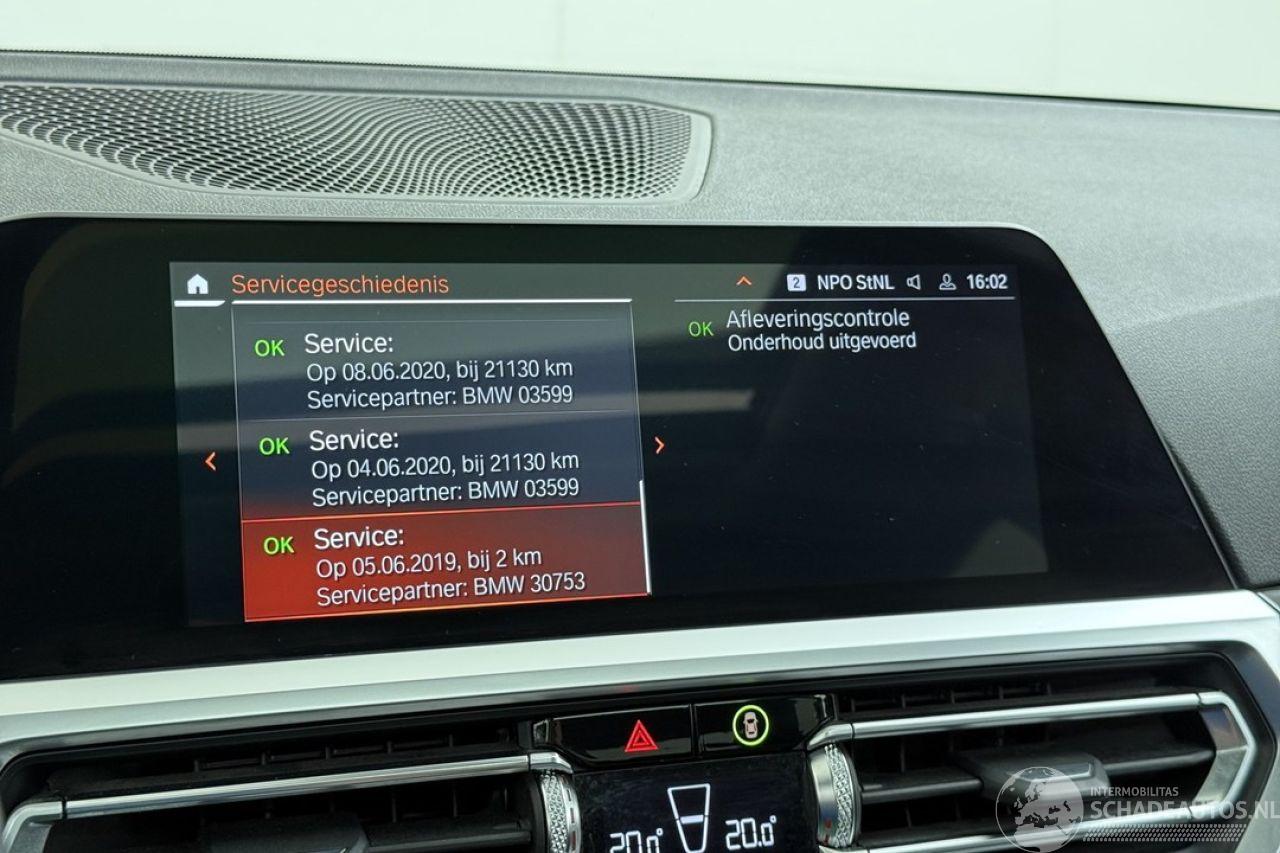 Servicegeschiedenis
2 NPO StNL 16:02
OK Service:
Op 08.06.2020, bij 21130 km
Servicepartner: BMW 03599
OK Service:
Op 04.06.2020, bij 21130 km
Servicepartner: BMW 03599
OK Service:
Op 05.06.2019, bij 2 km
Servicepartner: BMW 30753
OK Afleveringscontrole
Onderhoud uitgevoerd
20.0° 20.0°
INTERMOBILITAS
SCHADEAUTOS.NL